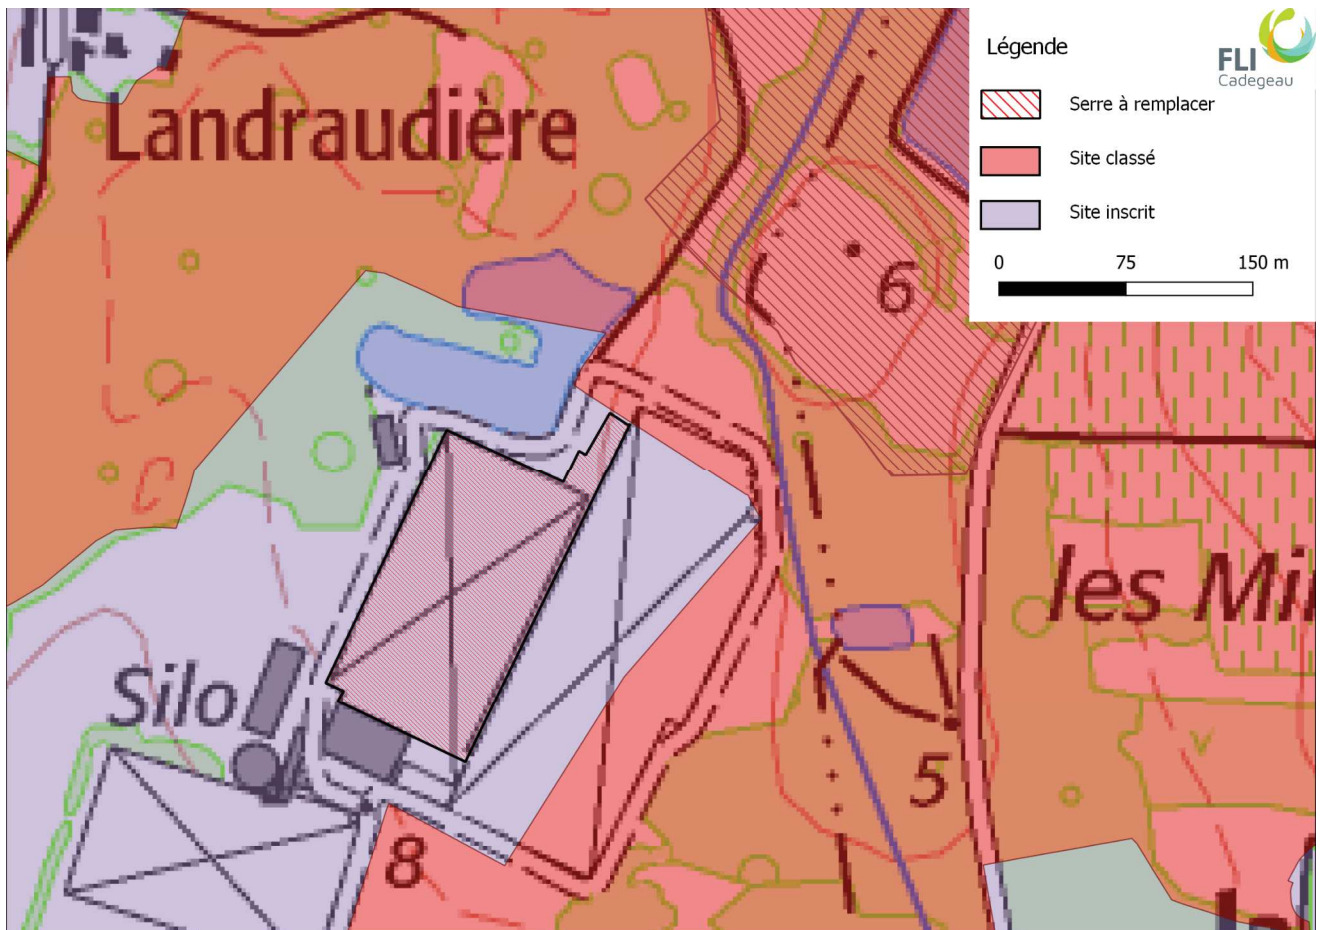 Légende
FLI
Cadegeau
Serre à remplacer
Site classé
Site inscrit
0 75 150 m
Landraudière
6
les Mi
Silo
5
8